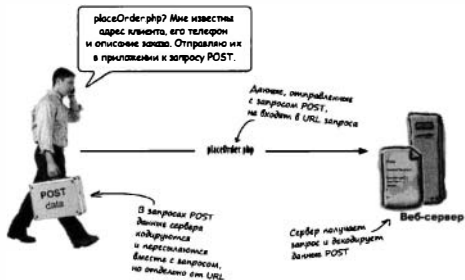 placeOrder.php? Мне известны
адрес клиента, его телефон
и описание заказа. Отправляю их
в приложении к запросу POST.
Данные, отправленные
с запросом POST,
не входят в URL запроса
placeOrder.php
POST
data
В запросах POST
данные сервера
кодируются
и пересылаются
вместе с запросом,
но отдельно от URL
Веб-сервер
Сервер получает
запрос и декодирует
данные POST